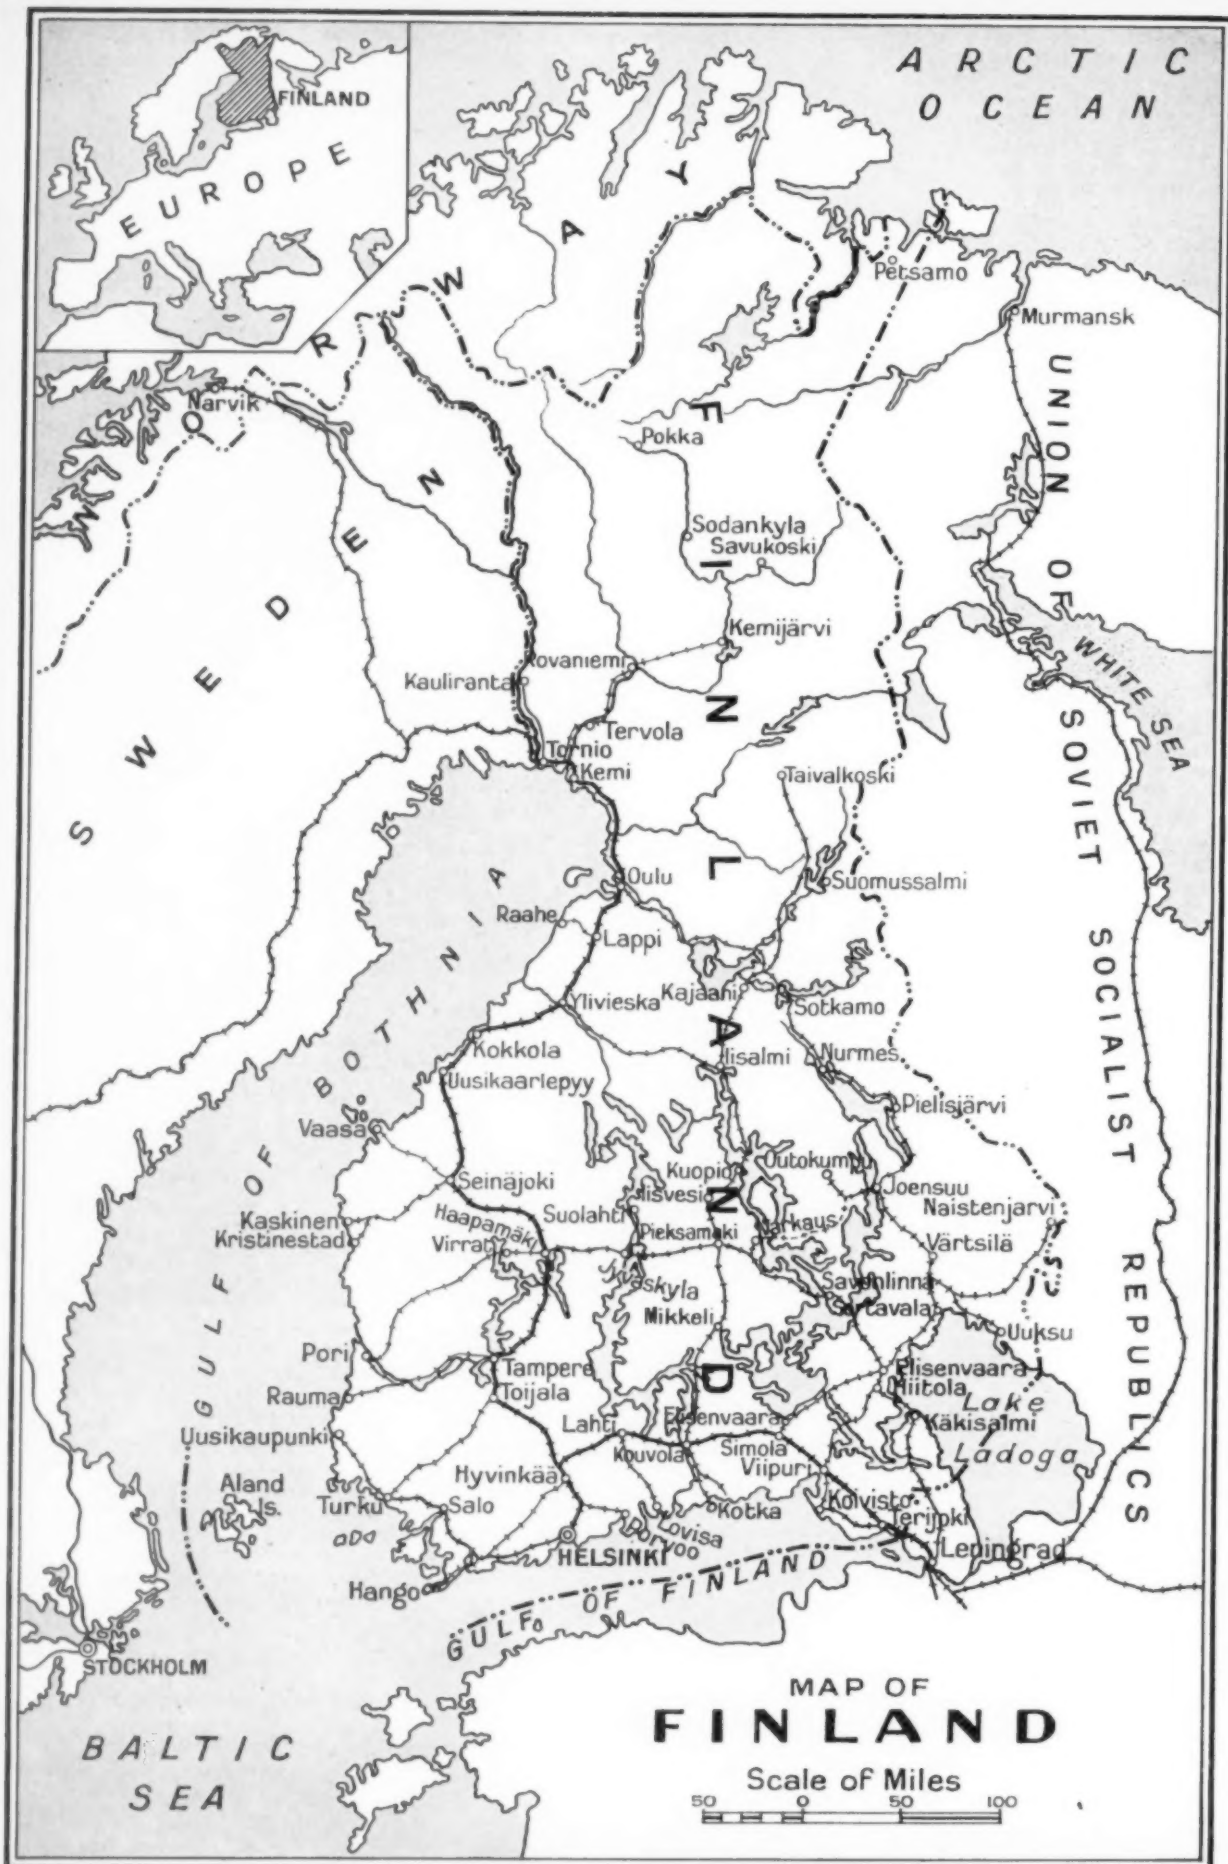 ARCTIC
OCEAN
FINLAND
EUROPE
NORWAY
SWEDEN
FINLAND
UNION OF SOVIET SOCIALIST REPUBLICS
WHITE SEA
GULF OF BOTHNIA
Petsamo
Murmansk
Narvik
Pokka
Sodankyla
Savukoski
Kemijärvi
Rovaniemi
Kauliranta
Tervola
Tornio
Kemi
Taivalkoski
Oulu
Suomussalmi
Raahe
Lappi
Kajaani
Sotkamo
Ylivieska
Kokkola
Iisalmi
Nurmes
Uusikaarlepyy
Pielisjärvi
Vaasa
Kuopio
Outokumpu
Seinäjoki
Iisvesi
Joensuu
Suolahti
Naistenjärvi
Kaskinen
Haapamäki
Kristinestad
Virrat
Pieksamäki
Varkaus
Värtsilä
Jyväskyla
Savonlinna
Mikkeli
Sortavala
Uuksu
Pori
Tampere
Elisenvaara
Toijala
Hiitola
Rauma
Lake
Ladoga
Käkisalmi
Lahti
Elisenvaara
Uusikaupunki
Kouvola
Simola
Viipuri
Hyvinkää
Aland
Is.
Turku
Salo
Koivisto
Kotka
Lovisa
Terijoki
Porvoo
HELSINKI
Leningrad
Hango
GULF OF FINLAND
STOCKHOLM
BALTIC
SEA
MAP OF
FINLAND
Scale of Miles
50 0 50 100